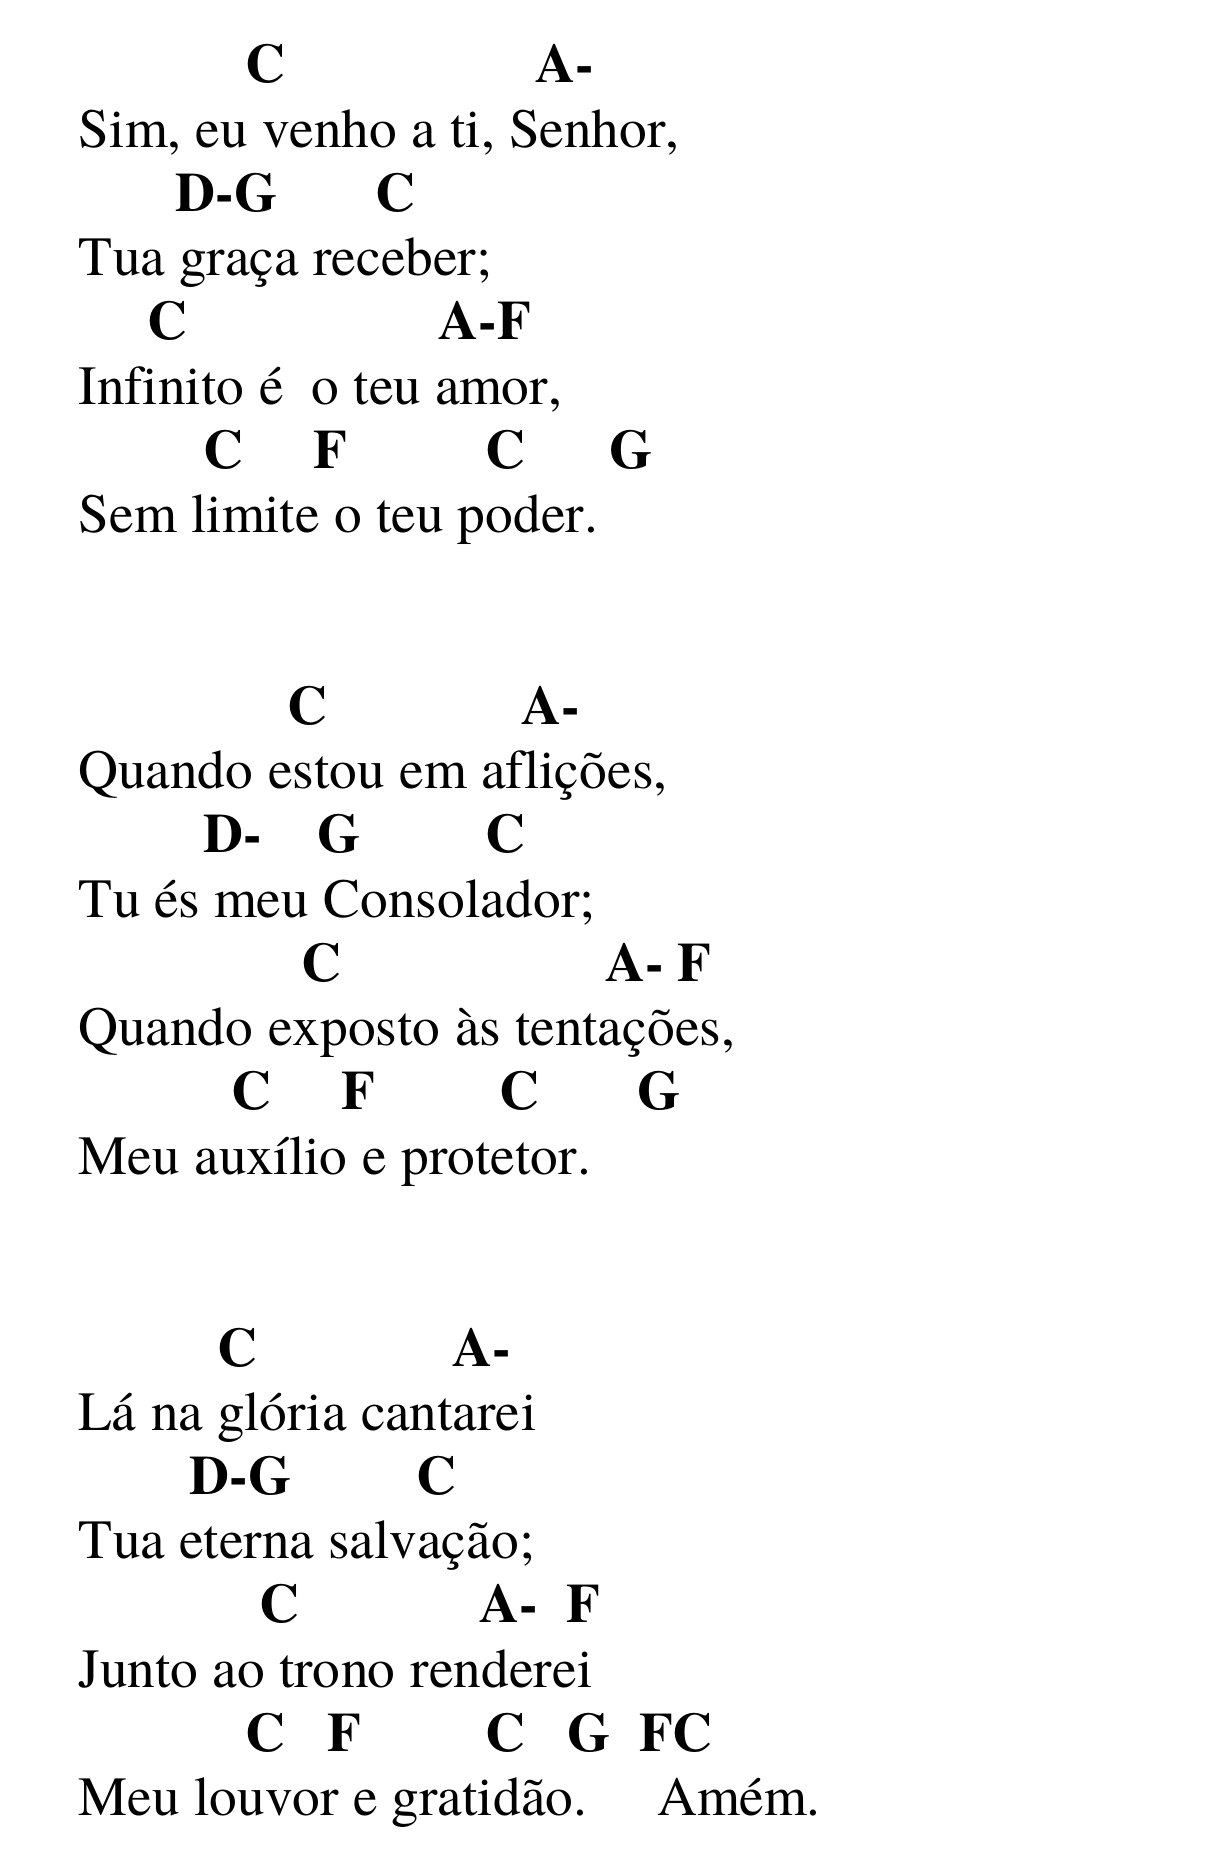 C A-
Sim, eu venho a ti, Senhor,
D-G C
Tua graça receber;
C A-F
Infinito é o teu amor,
C F C G
Sem limite o teu poder.
C A-
Quando estou em aflições,
D- G C
Tu és meu Consolador;
C A- F
Quando exposto às tentações,
C F C G
Meu auxílio e protetor.
C A-
Lá na glória cantarei
D-G C
Tua eterna salvação;
C A- F
Junto ao trono renderei
C F C G FC
Meu louvor e gratidão. Amém.